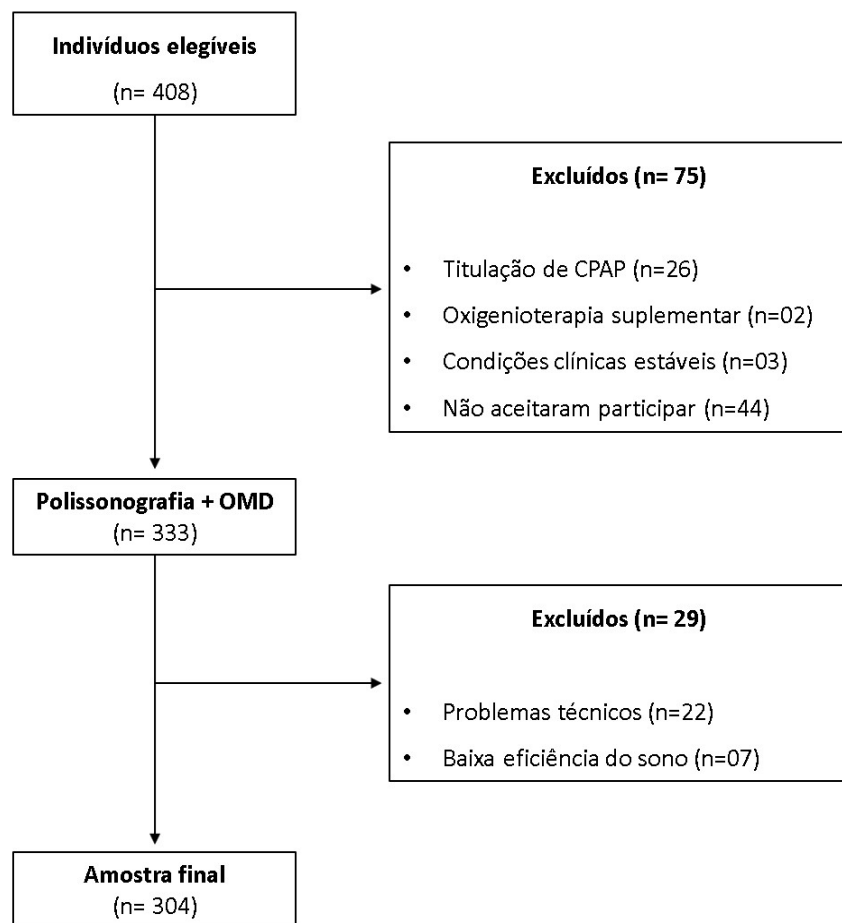 Indivíduos elegíveis
(n= 408)
Excluídos (n= 75)
• Titulação de CPAP (n=26)
• Oxigenioterapia suplementar (n=02)
• Condições clínicas estáveis (n=03)
• Não aceitaram participar (n=44)
Polissonografia + OMD
(n= 333)
Excluídos (n= 29)
• Problemas técnicos (n=22)
• Baixa eficiência do sono (n=07)
Amostra final
(n= 304)